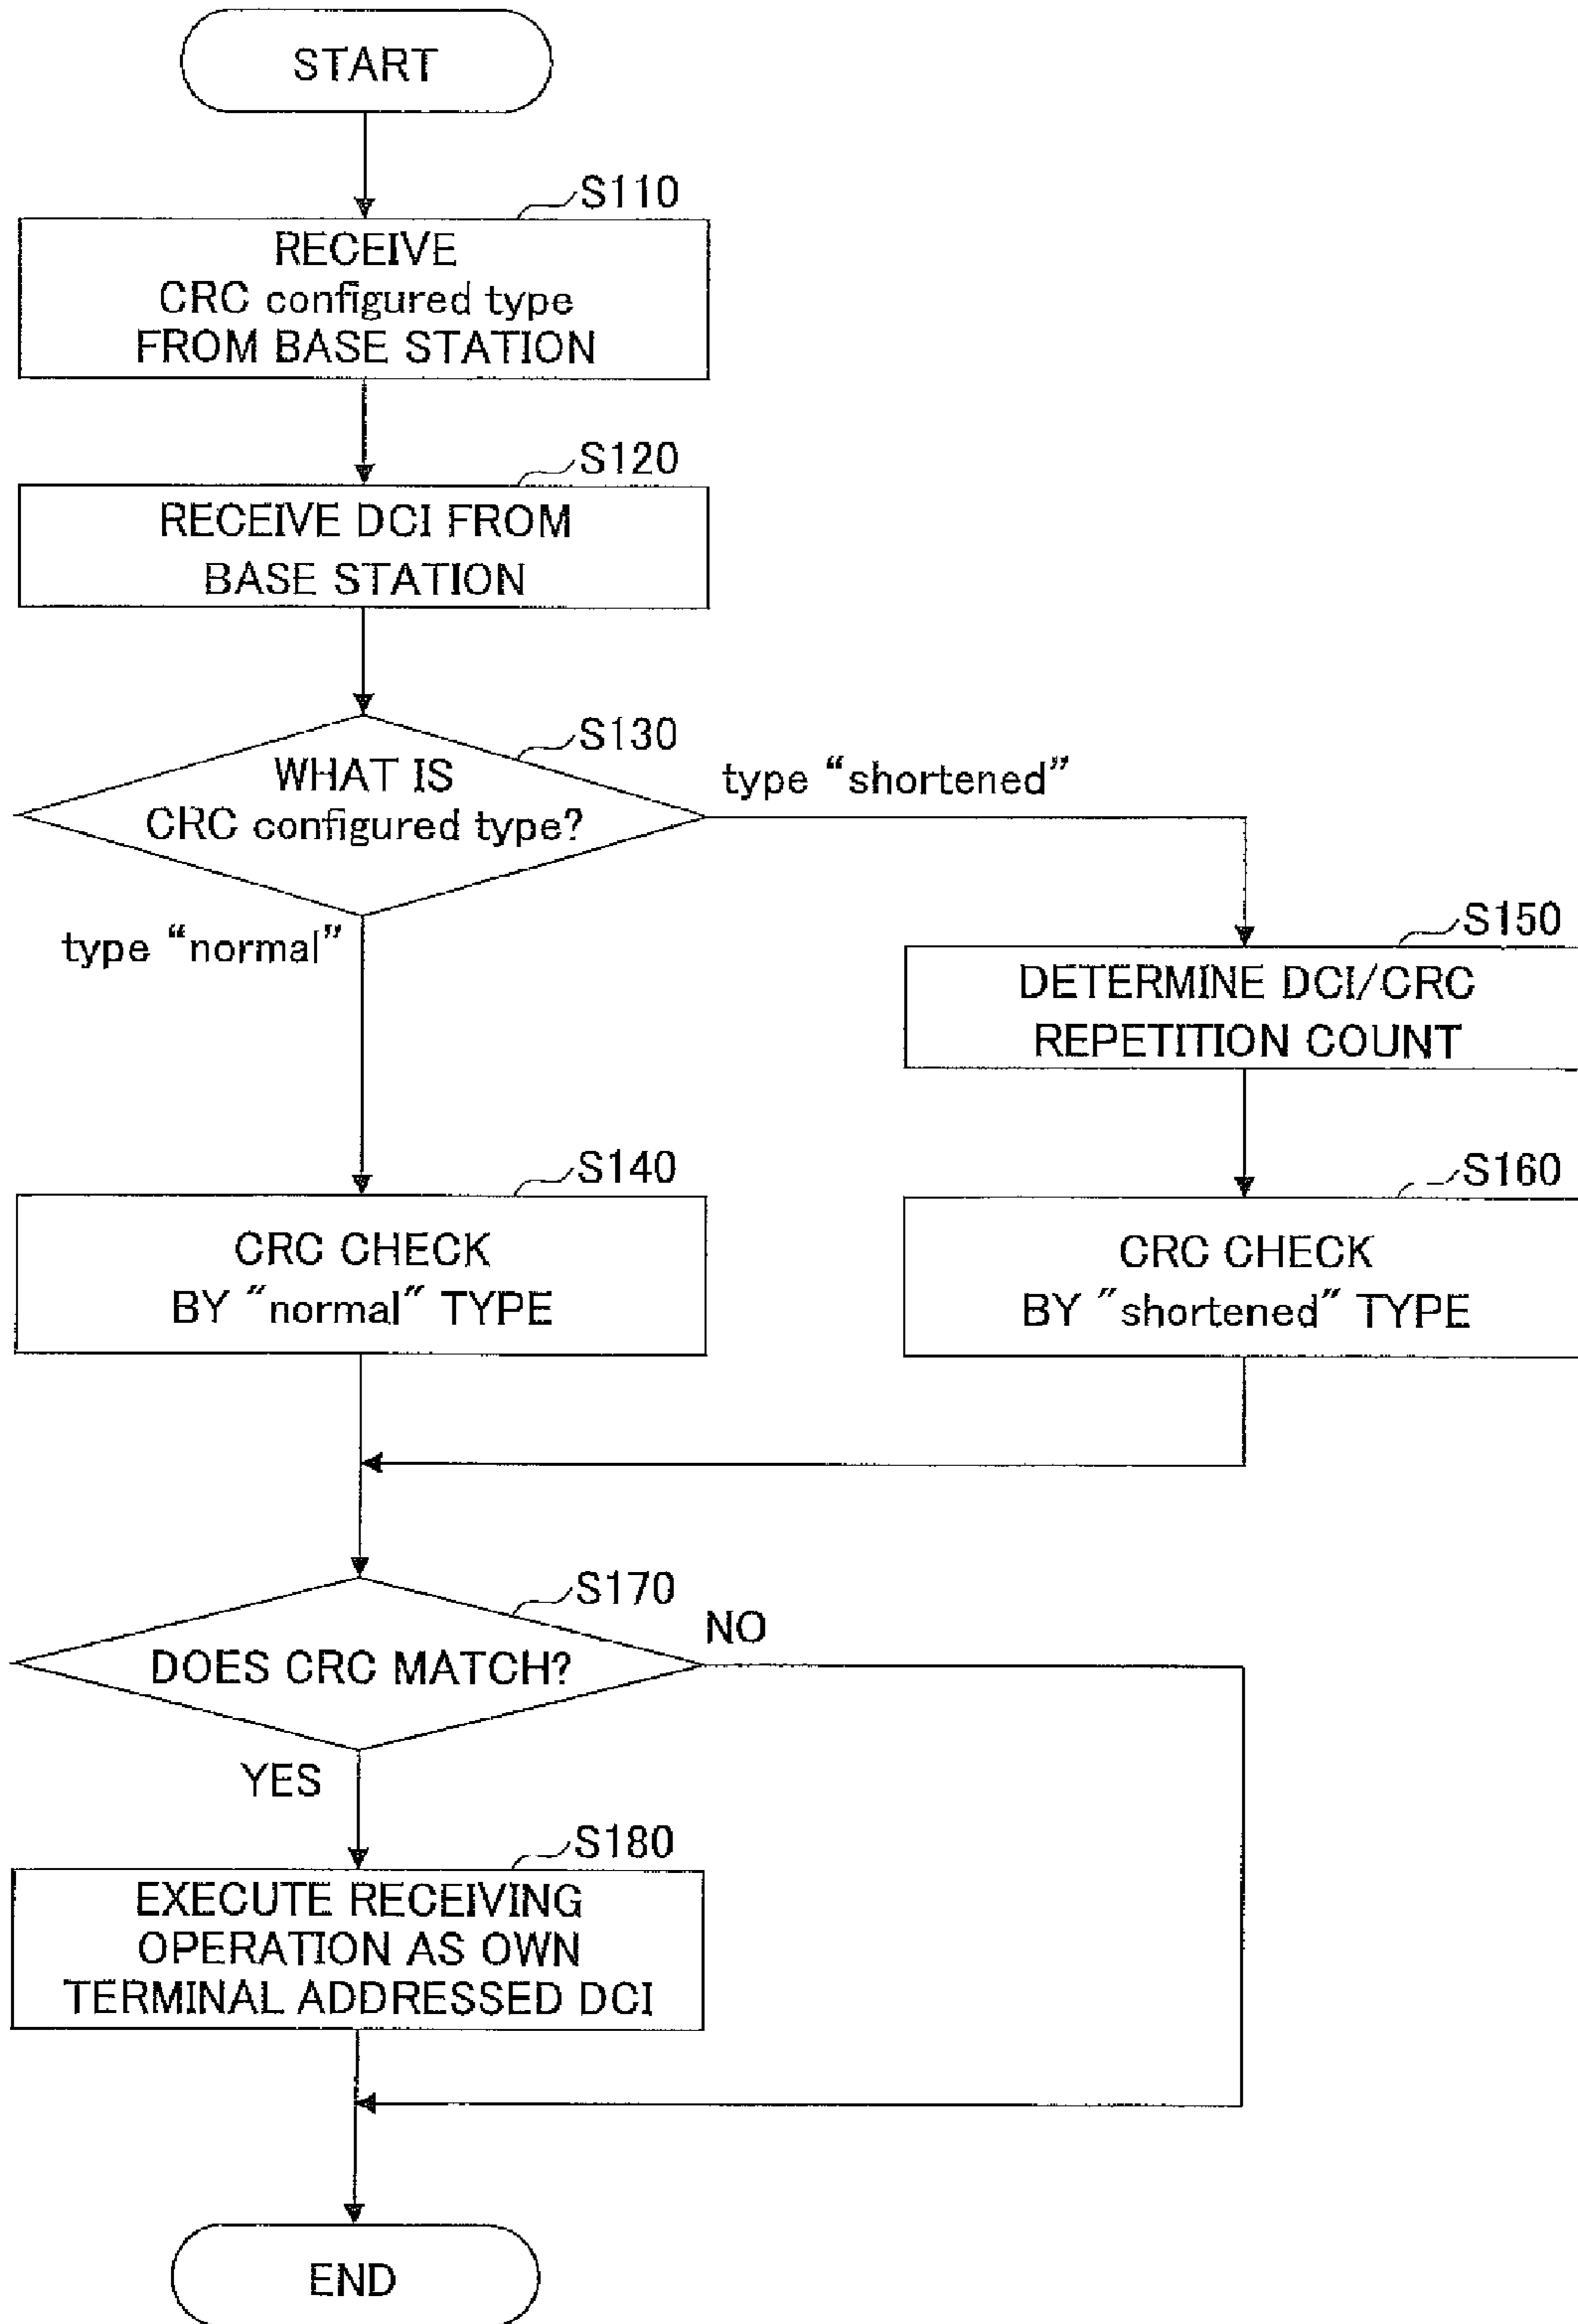 START
S110
RECEIVE
CRC configured type
FROM BASE STATION
S120
RECEIVE DCI FROM
BASE STATION
S130
WHAT IS
CRC configured type?
type “shortened”
type “normal”
S150
DETERMINE DCI/CRC
REPETITION COUNT
S140
CRC CHECK
BY "normal" TYPE
S160
CRC CHECK
BY "shortened" TYPE
S170
DOES CRC MATCH?
NO
YES
S180
EXECUTE RECEIVING
OPERATION AS OWN
TERMINAL ADDRESSED DCI
END